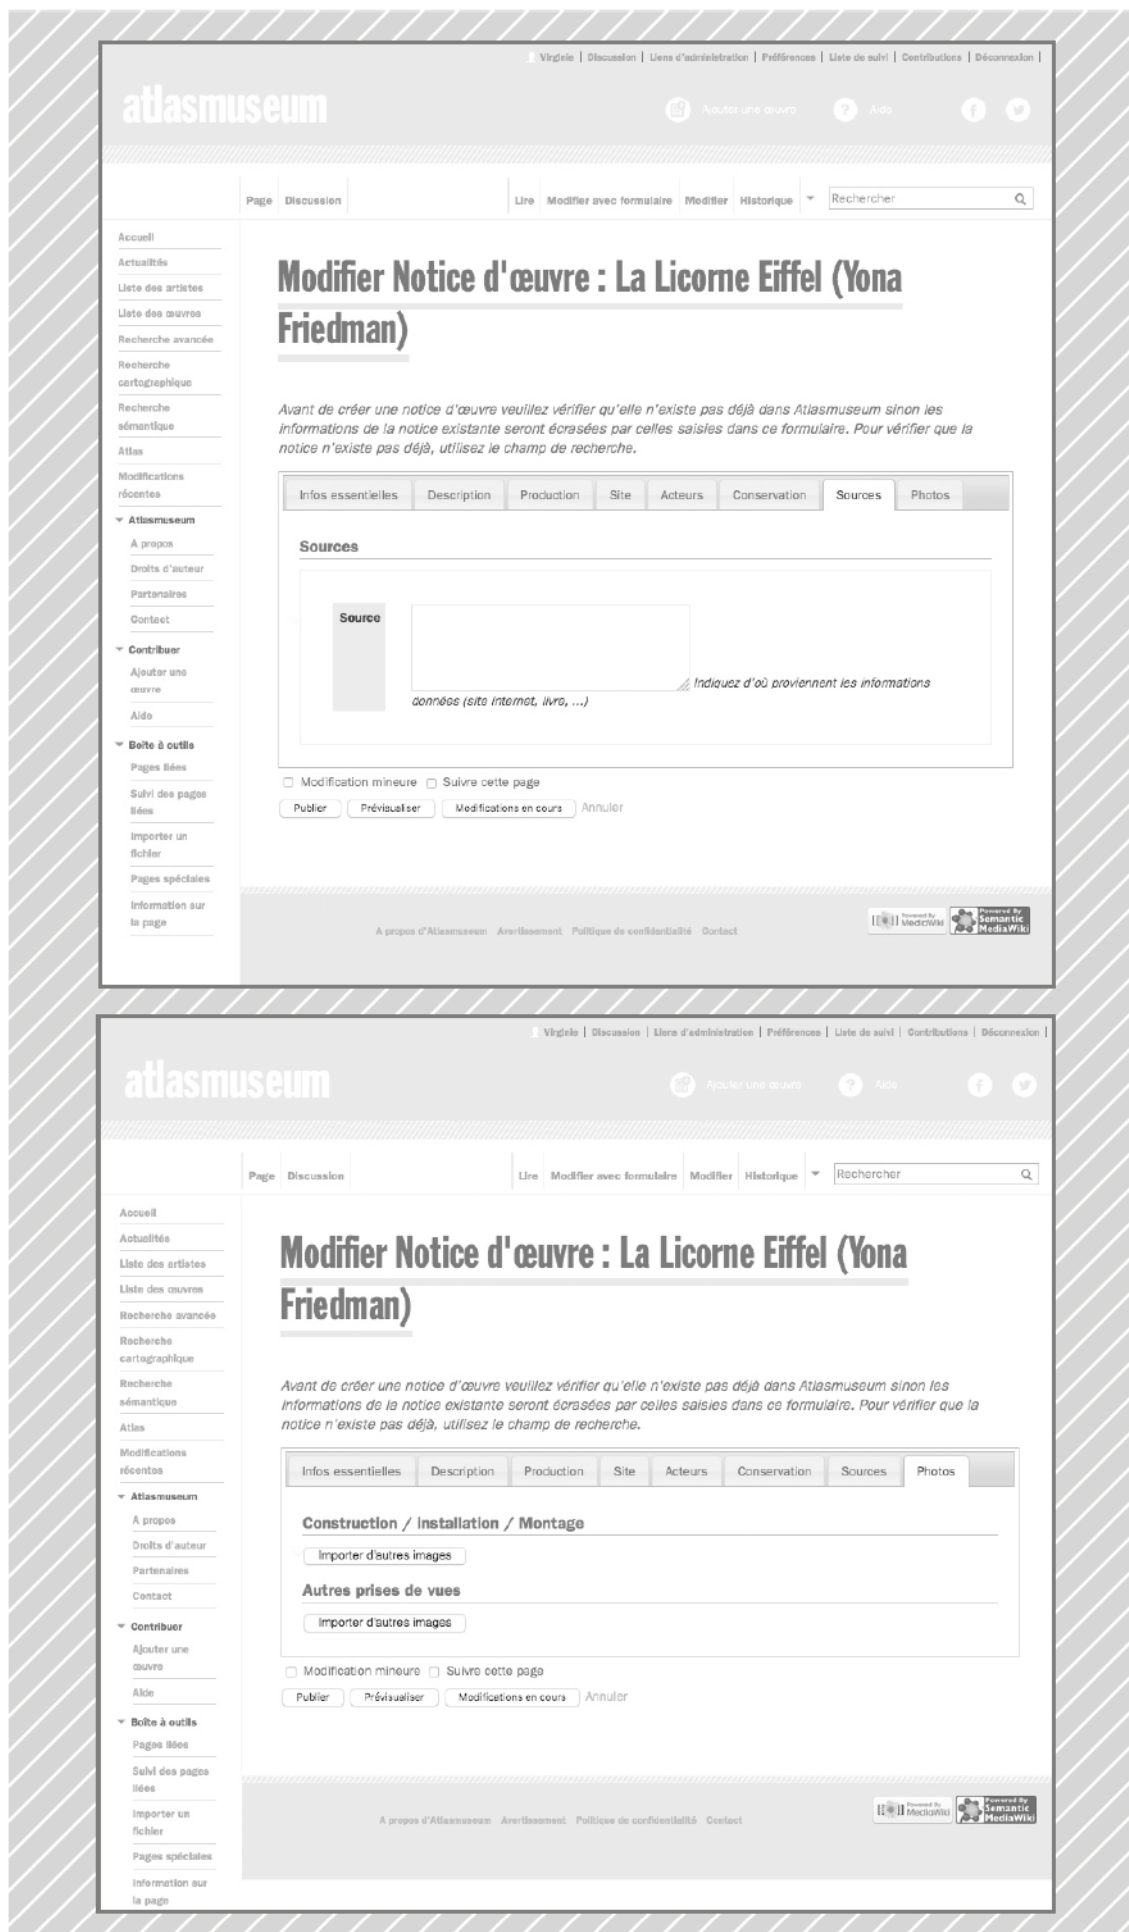 Virginie | Discussion | Liens d'administration | Préférences | Liste de suivi | Contributions | Déconnexion |
atlasmuseum
Ajouter une œuvre ? Aide f
Page Discussion Lire Modifier avec formulaire Modifier Historique Rechercher
Accueil
Actualités
Liste des artistes
Liste des œuvres
Recherche avancée
Recherche
cartographique
Recherche
sémantique
Atlas
Modifications
récentes
Atlasmuseum
A propos
Droits d'auteur
Partenaires
Contact
Contribuer
Ajouter une
œuvre
Aide
Boîte à outils
Pages liées
Suivi des pages
liées
Importer un
fichier
Pages spéciales
Information sur
la page
Modifier Notice d'œuvre : La Licorne Eiffel (Yona
Friedman)
Avant de créer une notice d'œuvre veuillez vérifier qu'elle n'existe pas déjà dans Atlasmuseum sinon les
informations de la notice existante seront écrasées par celles saisies dans ce formulaire. Pour vérifier que la
notice n'existe pas déjà, utilisez le champ de recherche.
Infos essentielles Description Production Site Acteurs Conservation Sources Photos
Sources
Source
Indiquez d'où proviennent les informations
données (site Internet, livre, ...)
Modification mineure Suivre cette page
Publier Prévisualiser Modifications en cours Annuler
A propos d'Atlasmuseum Avertissement Politique de confidentialité Contact
Powered By
MediaWiki
Powered By
Semantic
MediaWiki
Virginie | Discussion | Liens d'administration | Préférences | Liste de suivi | Contributions | Déconnexion |
atlasmuseum
Ajouter une œuvre ? Aide f
Page Discussion Lire Modifier avec formulaire Modifier Historique Rechercher
Accueil
Actualités
Liste des artistes
Liste des œuvres
Recherche avancée
Recherche
cartographique
Recherche
sémantique
Atlas
Modifications
récentes
Atlasmuseum
A propos
Droits d'auteur
Partenaires
Contact
Contribuer
Ajouter une
œuvre
Aide
Boîte à outils
Pages liées
Suivi des pages
liées
Importer un
fichier
Pages spéciales
Information sur
la page
Modifier Notice d'œuvre : La Licorne Eiffel (Yona
Friedman)
Avant de créer une notice d'œuvre veuillez vérifier qu'elle n'existe pas déjà dans Atlasmuseum sinon les
informations de la notice existante seront écrasées par celles saisies dans ce formulaire. Pour vérifier que la
notice n'existe pas déjà, utilisez le champ de recherche.
Infos essentielles Description Production Site Acteurs Conservation Sources Photos
Construction / installation / Montage
Importer d'autres images
Autres prises de vues
Importer d'autres images
Modification mineure Suivre cette page
Publier Prévisualiser Modifications en cours Annuler
A propos d'Atlasmuseum Avertissement Politique de confidentialité Contact
Powered By
MediaWiki
Powered By
Semantic
MediaWiki